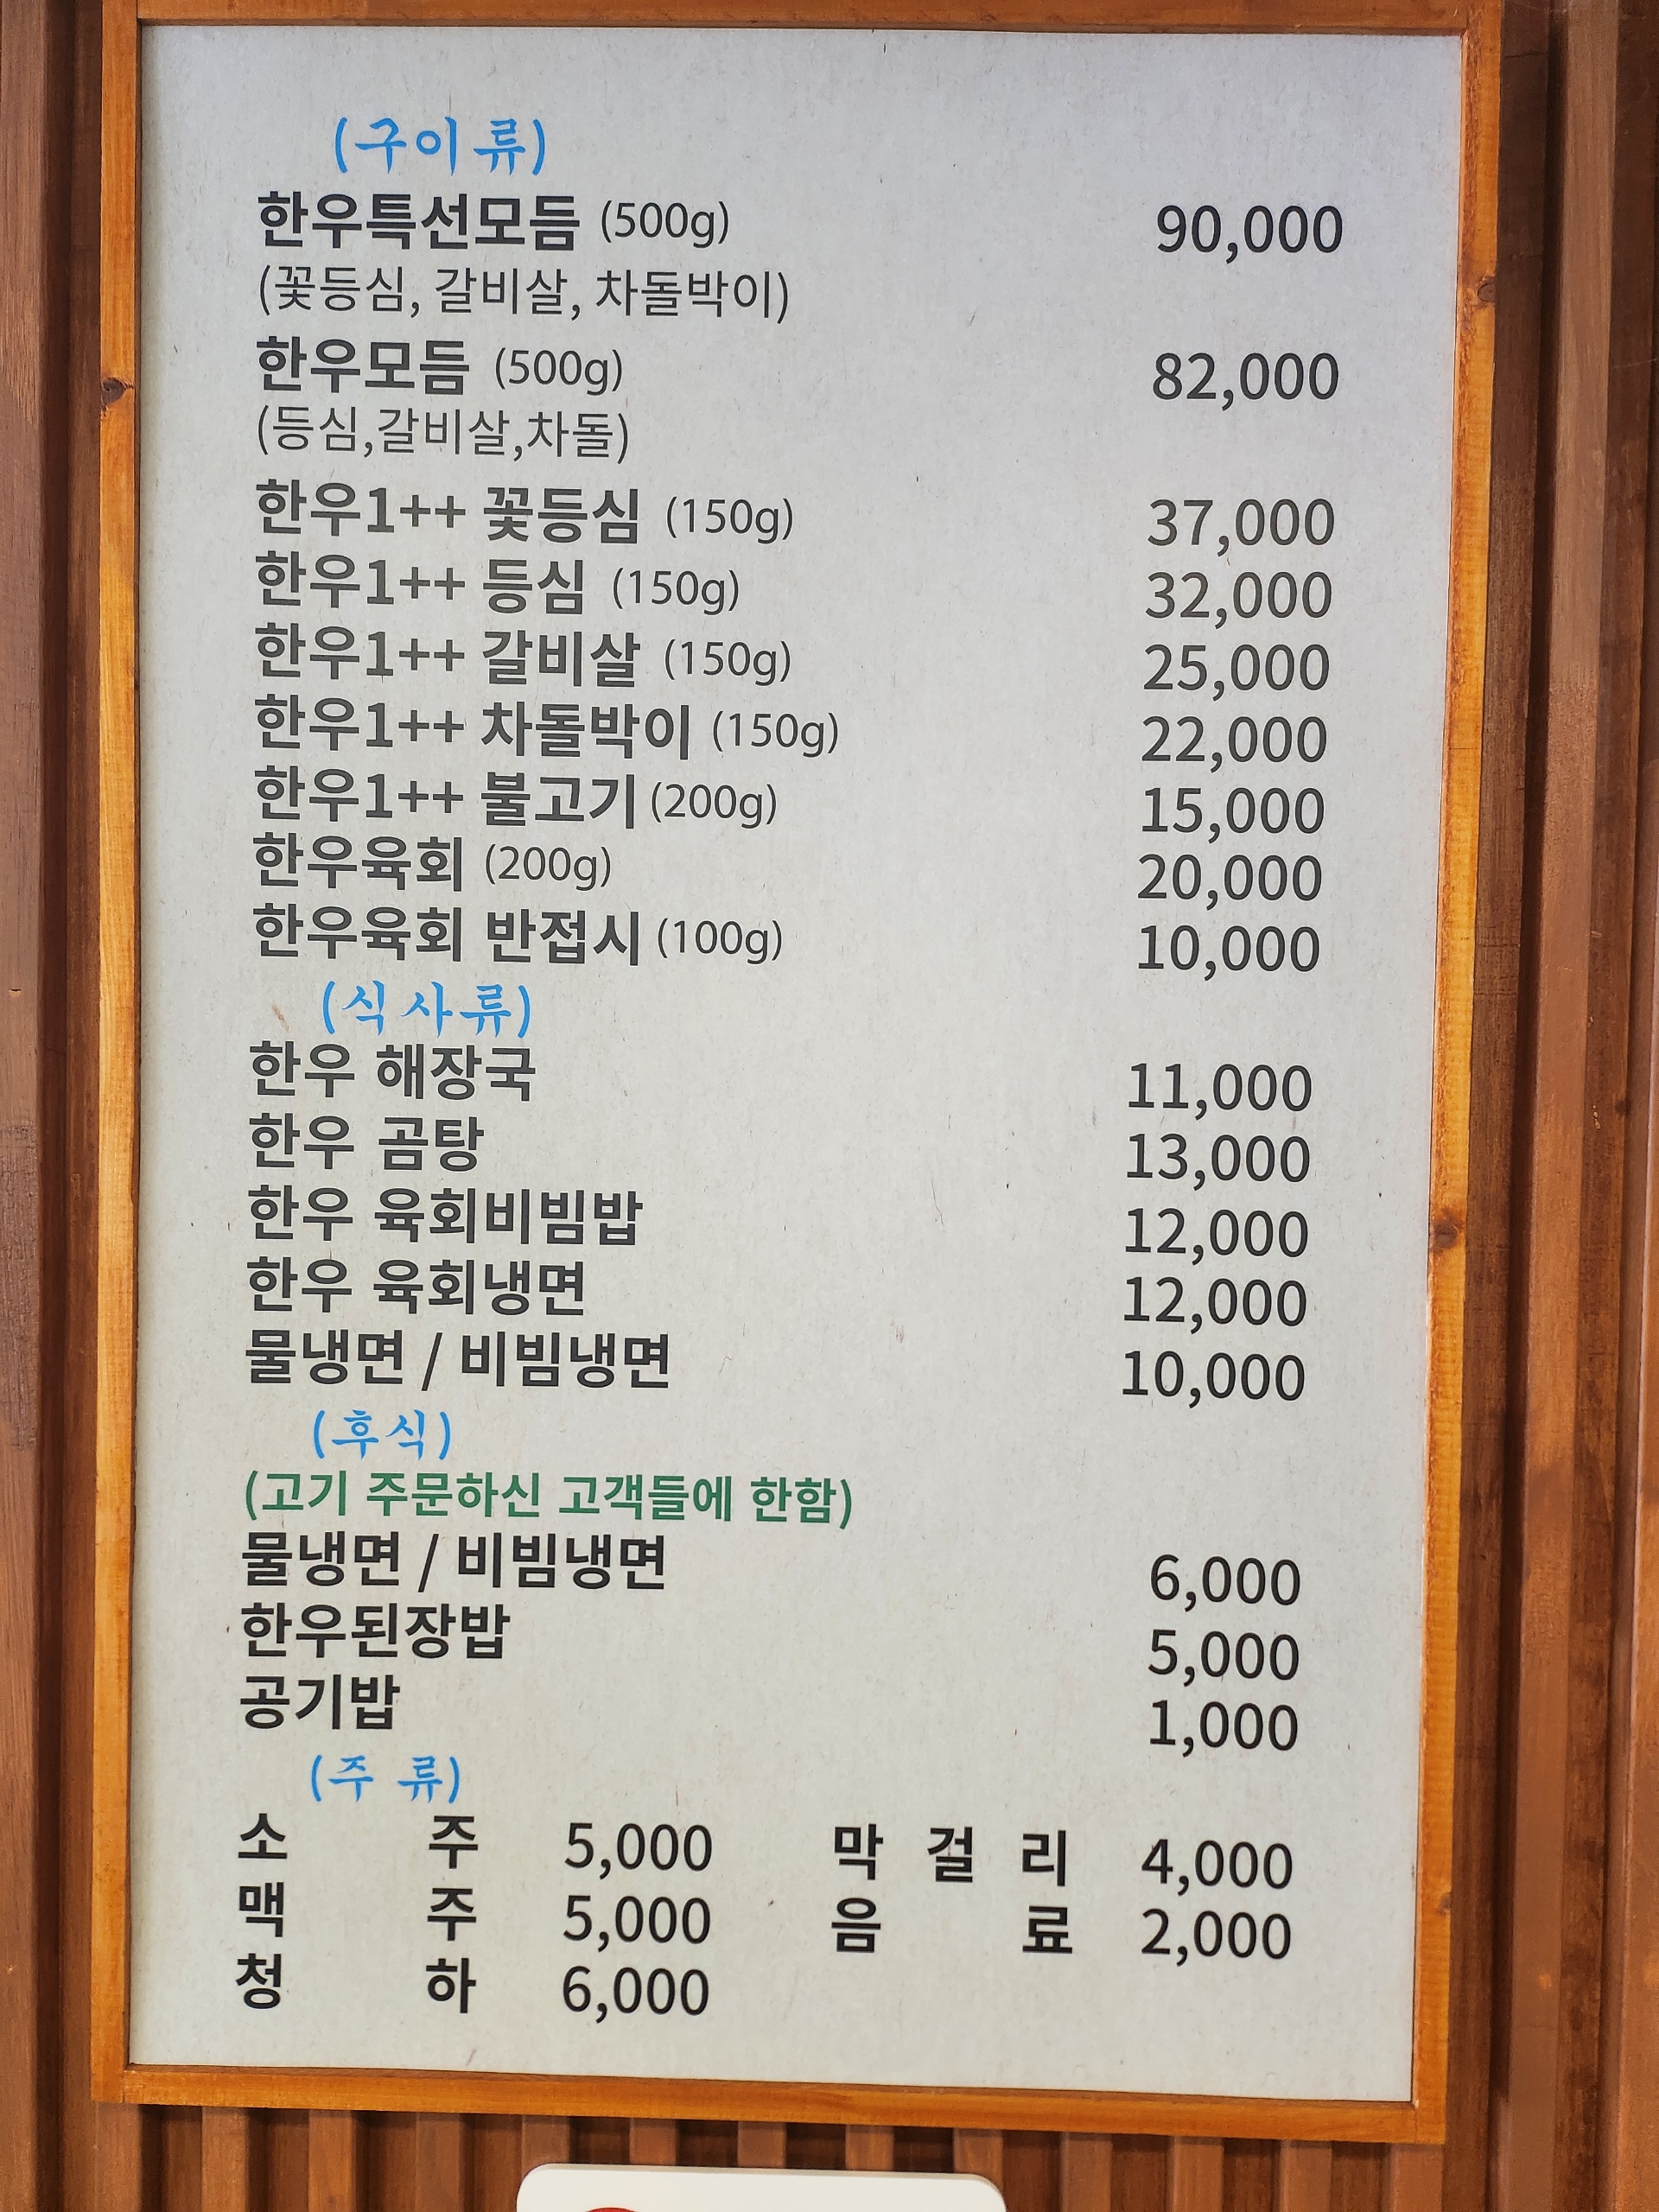 (구이류)
한우특선모듬 (500g) 90,000
(꽃등심, 갈비살, 차돌박이)
한우모듬 (500g) 82,000
(등심,갈비살,차돌)
한우1++ 꽃등심 (150g) 37,000
한우1++ 등심 (150g) 32,000
한우1++ 갈비살 (150g) 25,000
한우1++ 차돌박이 (150g) 22,000
한우1++ 불고기 (200g) 15,000
한우육회 (200g) 20,000
한우육회 반접시 (100g) 10,000
(식사류)
한우 해장국 11,000
한우 곰탕 13,000
한우 육회비빔밥 12,000
한우 육회냉면 12,000
물냉면 / 비빔냉면 10,000
(후식)
(고기 주문하신 고객들에 한함)
물냉면 / 비빔냉면 6,000
한우된장밥 5,000
공기밥 1,000
(주 류)
소 주 5,000 막 걸 리 4,000
맥 주 5,000 음 료 2,000
청 하 6,000